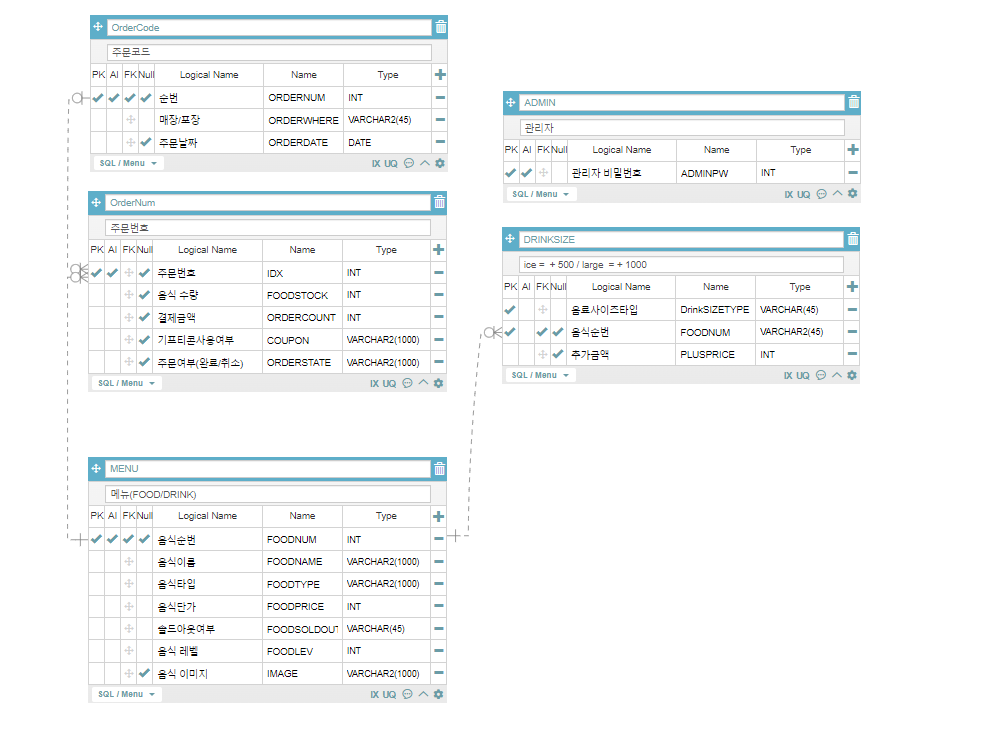 OrderCode
주문코드
PK AI FK Null Logical Name Name Type
순번 ORDERNUM INT
매장/포장 ORDERWHERE VARCHAR2(45)
주문날짜 ORDERDATE DATE
SQL / Menu IX UQ
OrderNum
주문번호
PK AI FK Null Logical Name Name Type
주문번호 IDX INT
음식 수량 FOODSTOCK INT
결제금액 ORDERCOUNT INT
기프티콘사용여부 COUPON VARCHAR2(1000)
주문여부(완료/취소) ORDERSTATE VARCHAR2(1000)
SQL / Menu IX UQ
MENU
메뉴(FOOD/DRINK)
PK AI FK Null Logical Name Name Type
음식순번 FOODNUM INT
음식이름 FOODNAME VARCHAR2(1000)
음식타입 FOODTYPE VARCHAR2(1000)
음식단가 FOODPRICE INT
솔드아웃여부 FOODSOLDOUT VARCHAR(45)
음식 레벨 FOODLEV INT
음식 이미지 IMAGE VARCHAR2(1000)
SQL / Menu IX UQ
ADMIN
관리자
PK AI FK Null Logical Name Name Type
관리자 비밀번호 ADMINPW INT
SQL / Menu IX UQ
DRINKSIZE
ice = + 500 / large = + 1000
PK AI FK Null Logical Name Name Type
음료사이즈타입 DrinkSIZETYPE VARCHAR(45)
음식순번 FOODNUM VARCHAR2(45)
추가금액 PLUSPRICE INT
SQL / Menu IX UQ